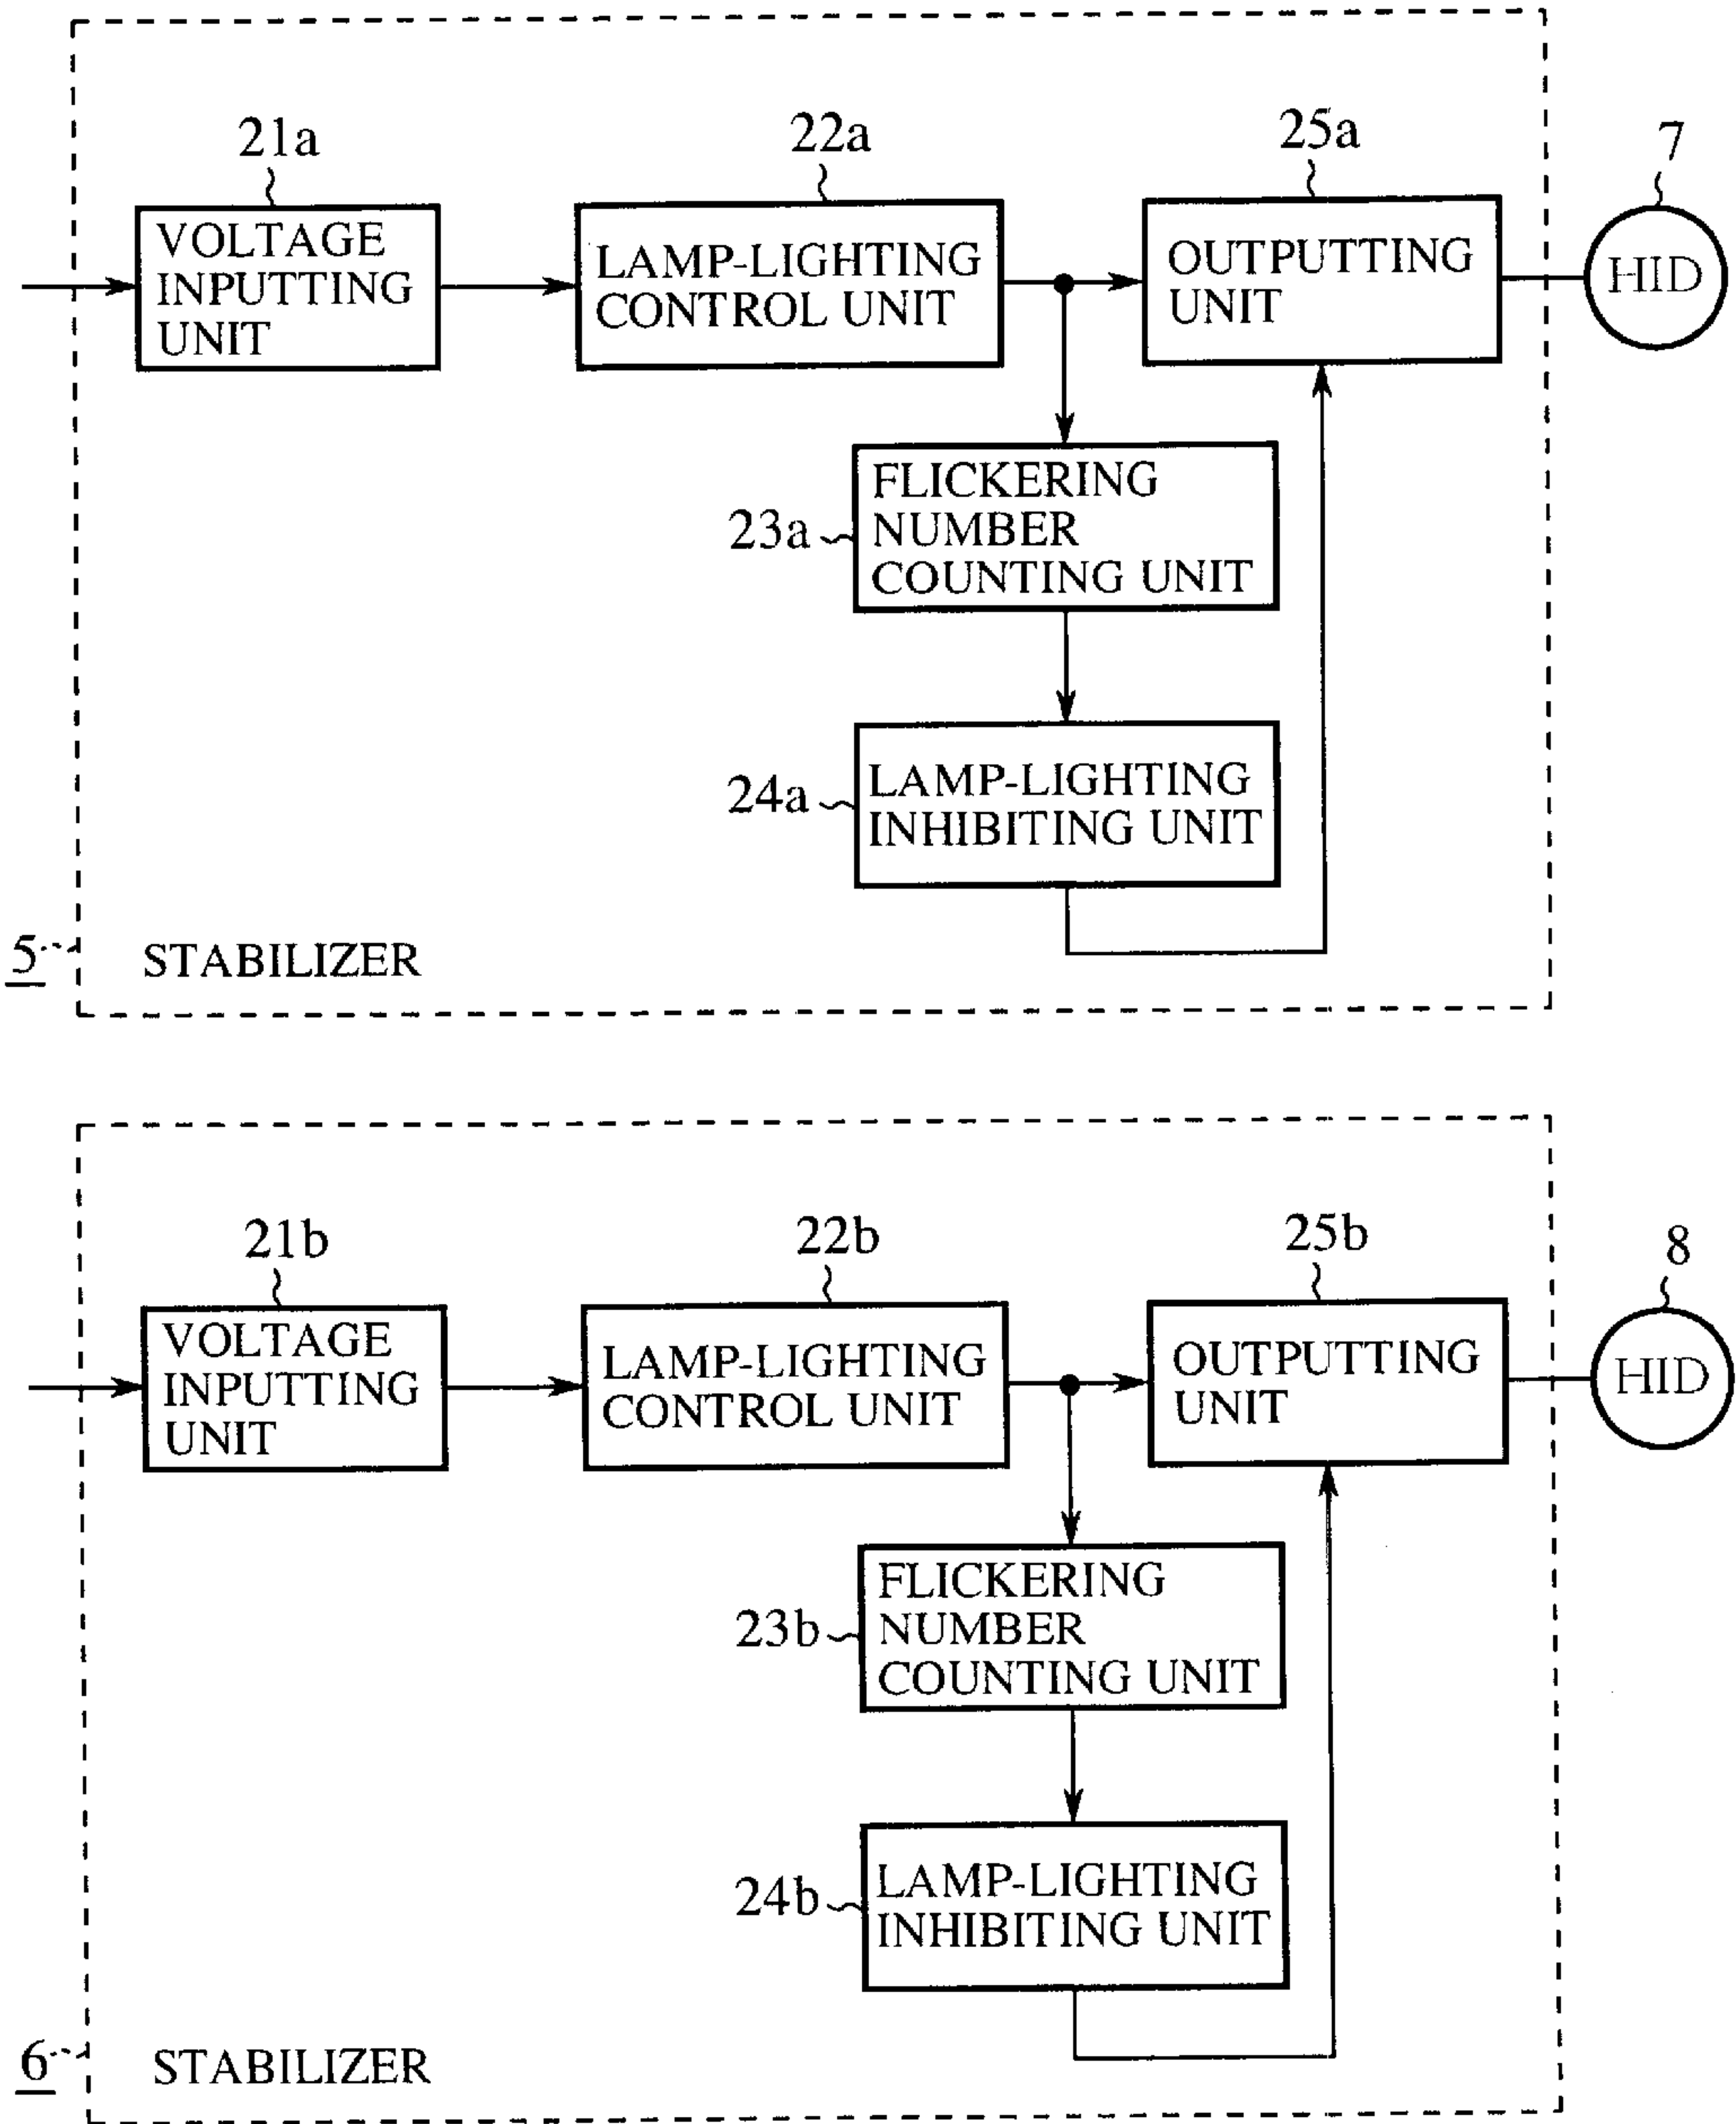 21a
22a
25a
7
VOLTAGE
INPUTTING
UNIT
LAMP-LIGHTING
CONTROL UNIT
OUTPUTTING
UNIT
HID
23a
FLICKERING
NUMBER
COUNTING UNIT
24a
LAMP-LIGHTING
INHIBITING UNIT
5
STABILIZER
21b
22b
25b
8
VOLTAGE
INPUTTING
UNIT
LAMP-LIGHTING
CONTROL UNIT
OUTPUTTING
UNIT
HID
23b
FLICKERING
NUMBER
COUNTING UNIT
24b
LAMP-LIGHTING
INHIBITING UNIT
6
STABILIZER